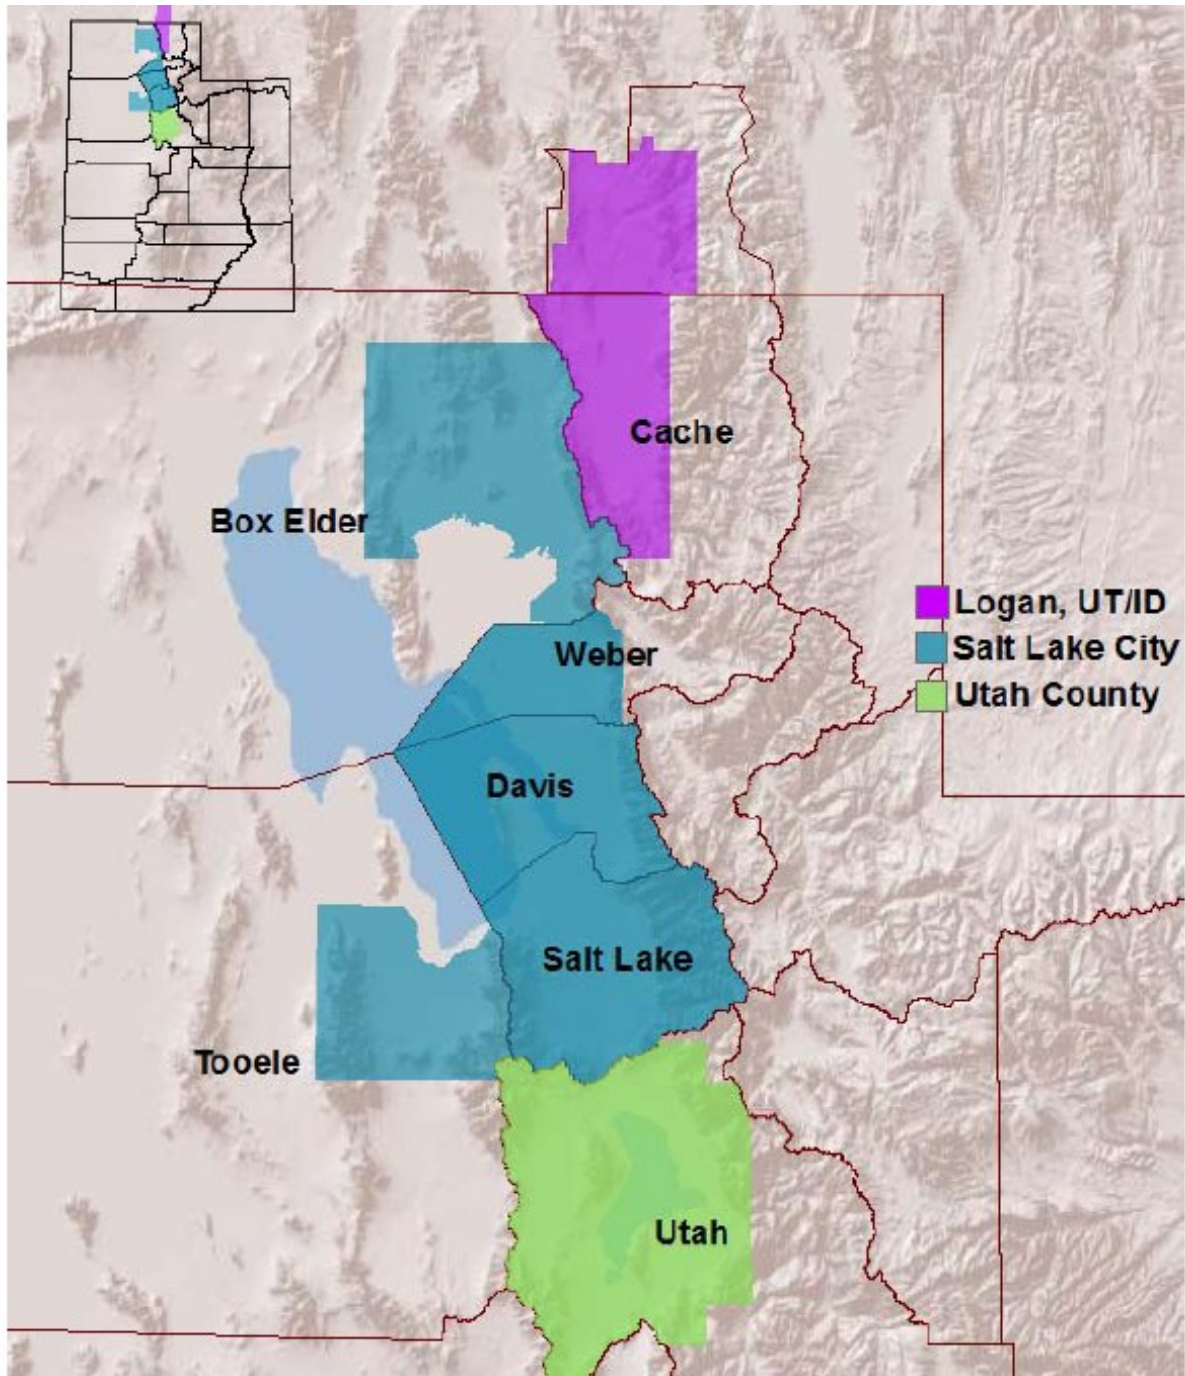 Cache
Box Elder
Logan, UT/ID
Salt Lake City
Utah County
Weber
Davis
Salt Lake
Tooele
Utah